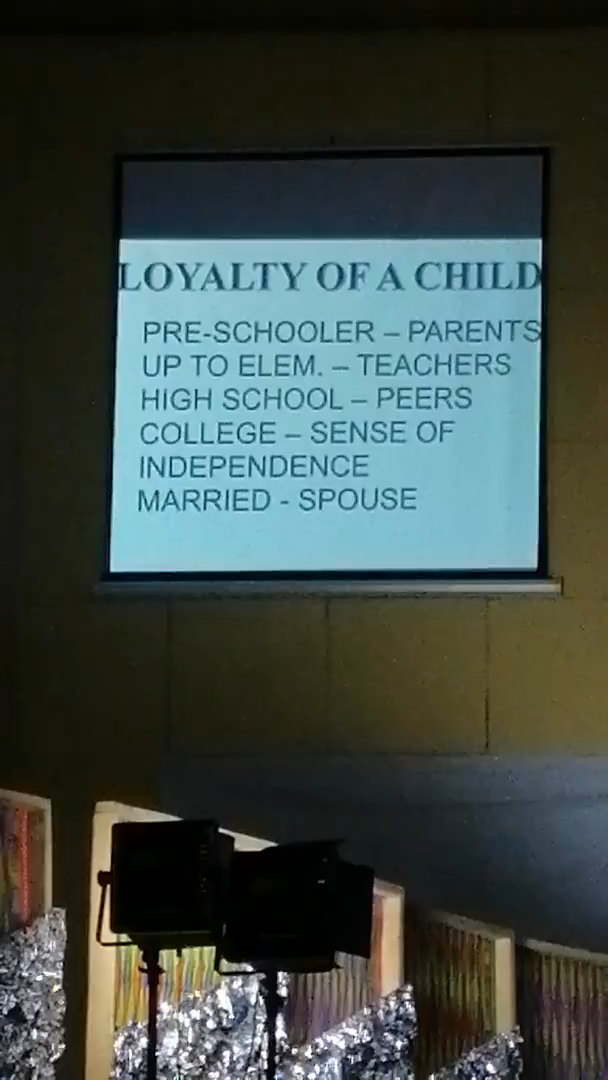 LOYALTY OF A CHILD
PRE-SCHOOLER – PARENTS
UP TO ELEM. – TEACHERS
HIGH SCHOOL – PEERS
COLLEGE – SENSE OF
INDEPENDENCE
MARRIED - SPOUSE